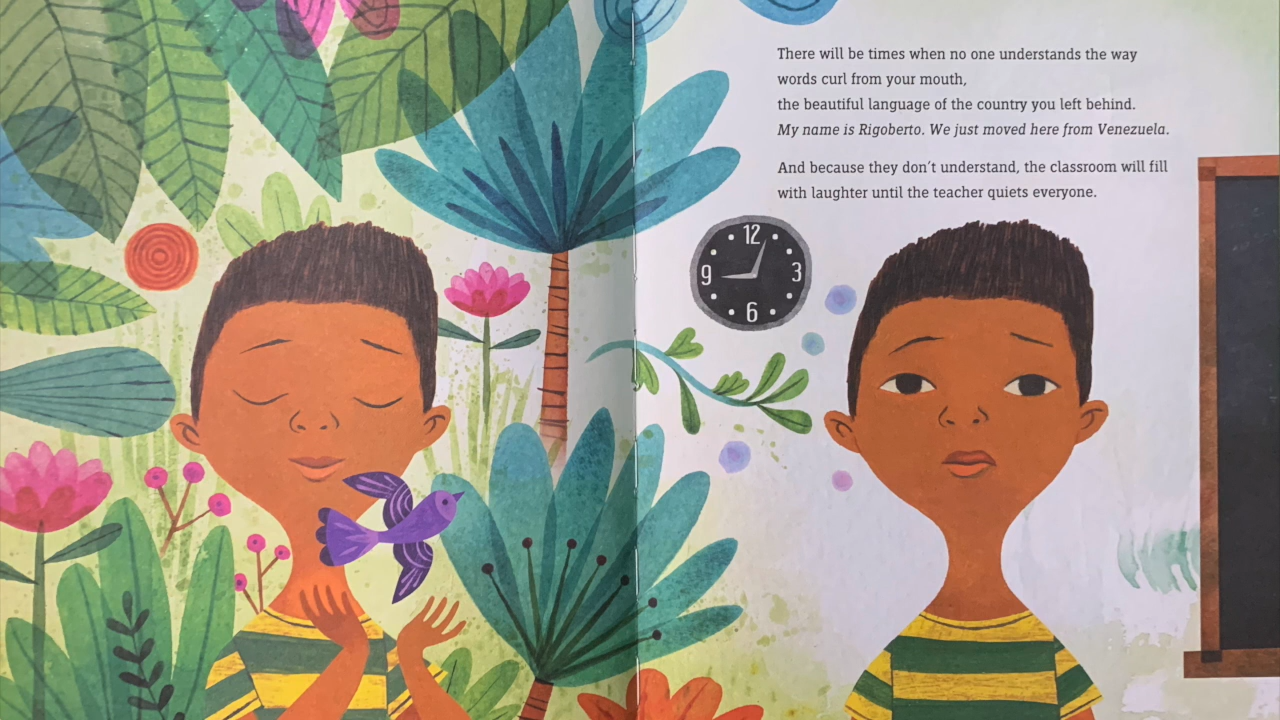 There will be times when no one understands the way
words curl from your mouth,
the beautiful language of the country you left behind.
My name is Rigoberto. We just moved here from Venezuela.
And because they don't understand, the classroom will fill
with laughter until the teacher quiets everyone.
12
9 3
6